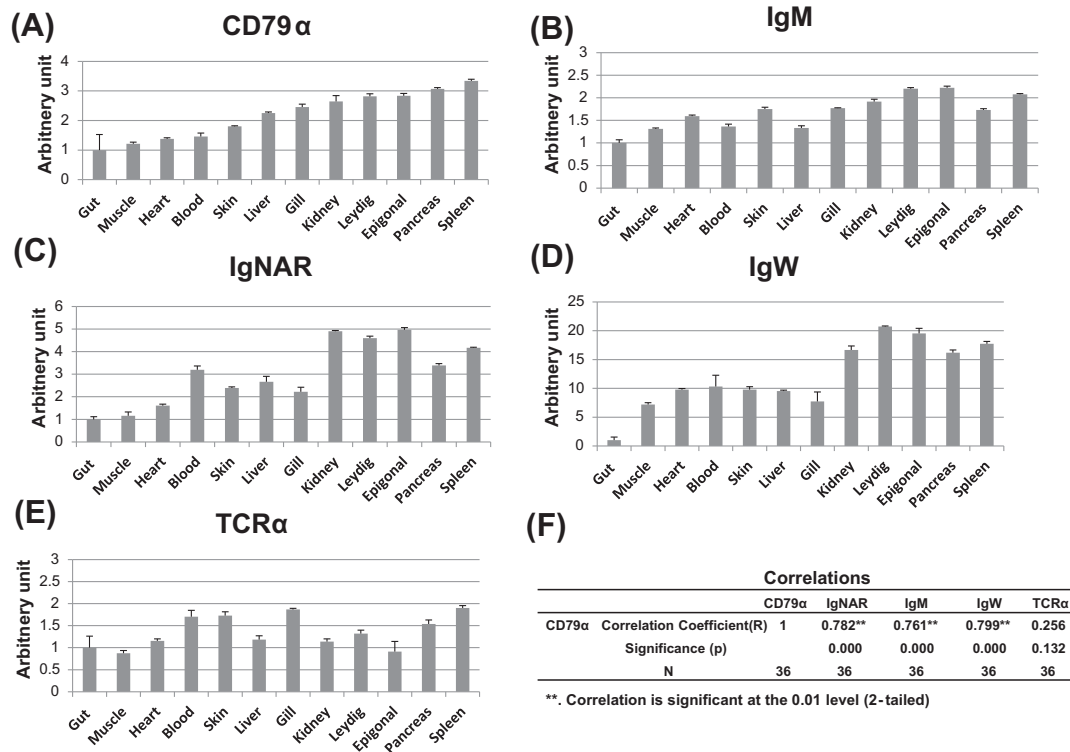 (A)
CD79α
Arbitnery unit
4
3
2
1
0
Gut Muscle Heart Blood Skin Liver Gill Kidney Leydig Epigonal Pancreas Spleen
(B)
IgM
Arbitnery unit
3
2.5
2
1.5
1
0.5
0
Gut Muscle Heart Blood Skin Liver Gill Kidney Leydig Epigonal Pancreas Spleen
(C)
IgNAR
Arbitnery unit
6
5
4
3
2
1
0
Gut Muscle Heart Blood Skin Liver Gill Kidney Leydig Epigonal Pancreas Spleen
(D)
IgW
Arbitnery unit
25
20
15
10
5
0
Gut Muscle Heart Blood Skin Liver Gill Kidney Leydig Epigonal Pancreas Spleen
(E)
TCRα
Arbitnery unit
3
2.5
2
1.5
1
0.5
0
Gut Muscle Heart Blood Skin Liver Gill Kidney Leydig Epigonal Pancreas Spleen
(F)
Correlations
CD79α IgNAR IgM IgW TCRα
CD79α Correlation Coefficient(R) 1 0.782** 0.761** 0.799** 0.256
Significance (p) 0.000 0.000 0.000 0.132
N 36 36 36 36 36
**. Correlation is significant at the 0.01 level (2-tailed)